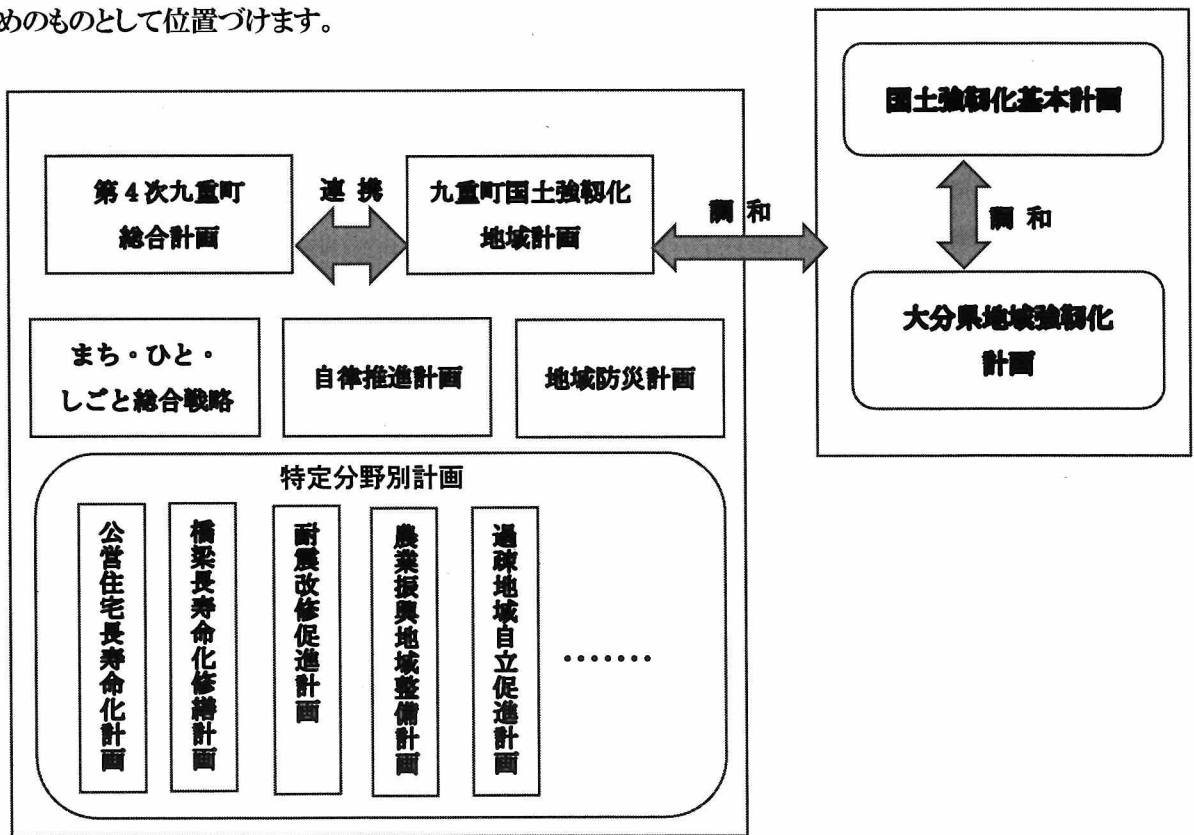 めのものとして位置づけます。
国土強靱化基本計画
調 和
大分県地域強靱化
計画
第4次九重町
総合計画
連 携
九重町国土強靱化
地域計画
調 和
まち・ひと・
しごと総合戦略
自律推進計画
地域防災計画
特定分野別計画
公営住宅長寿命化計画
橋梁長寿命化修繕計画
耐震改修促進計画
農業振興地域整備計画
過疎地域自立促進計画
・・・・・・・